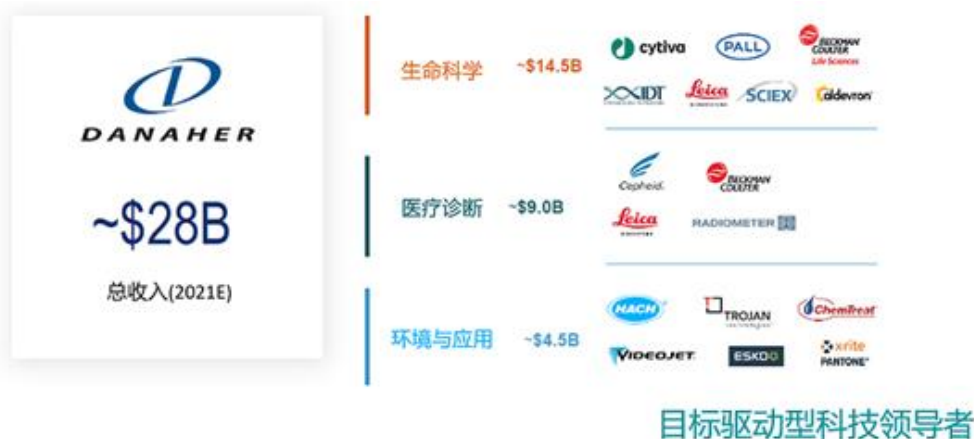 DANAHER
~$28B
总收入(2021E)
生命科学 ~$14.5B
cytiva PALL BECKMAN COULTER Life Sciences
IDT Leica SCIEX aldevron
医疗诊断 ~$9.0B
Cepheid. BECKMAN COULTER
Leica RADIOMETER
环境与应用 ~$4.5B
HACH TROJAN ChemTreat
VIDEOJET ESKO x-rite PANTONE
目标驱动型科技领导者